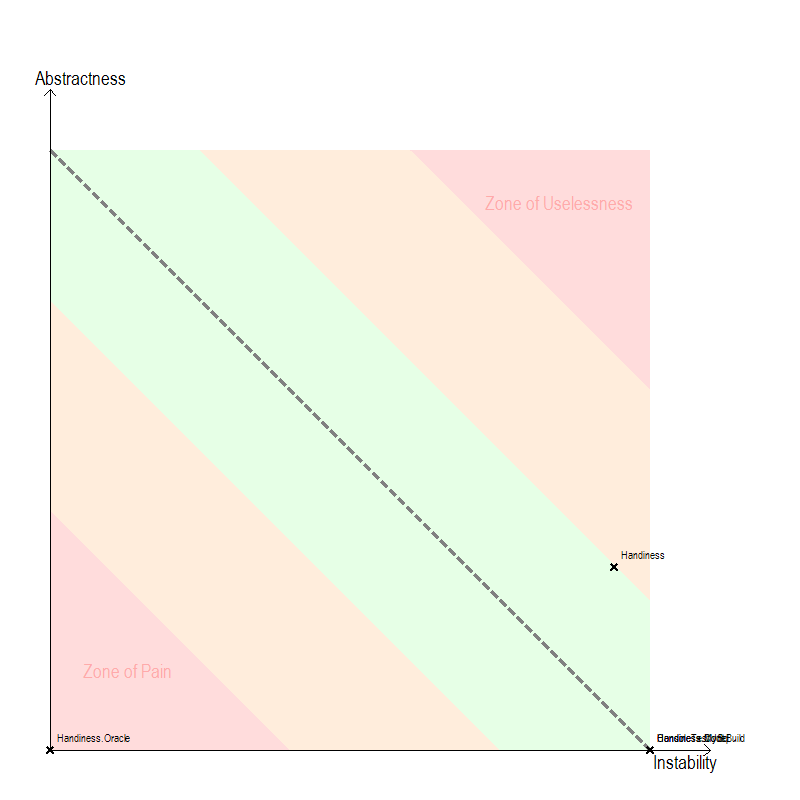 Abstractness
Zone of Uselessness
Handiness
Zone of Pain
Handiness.Oracle
Instability